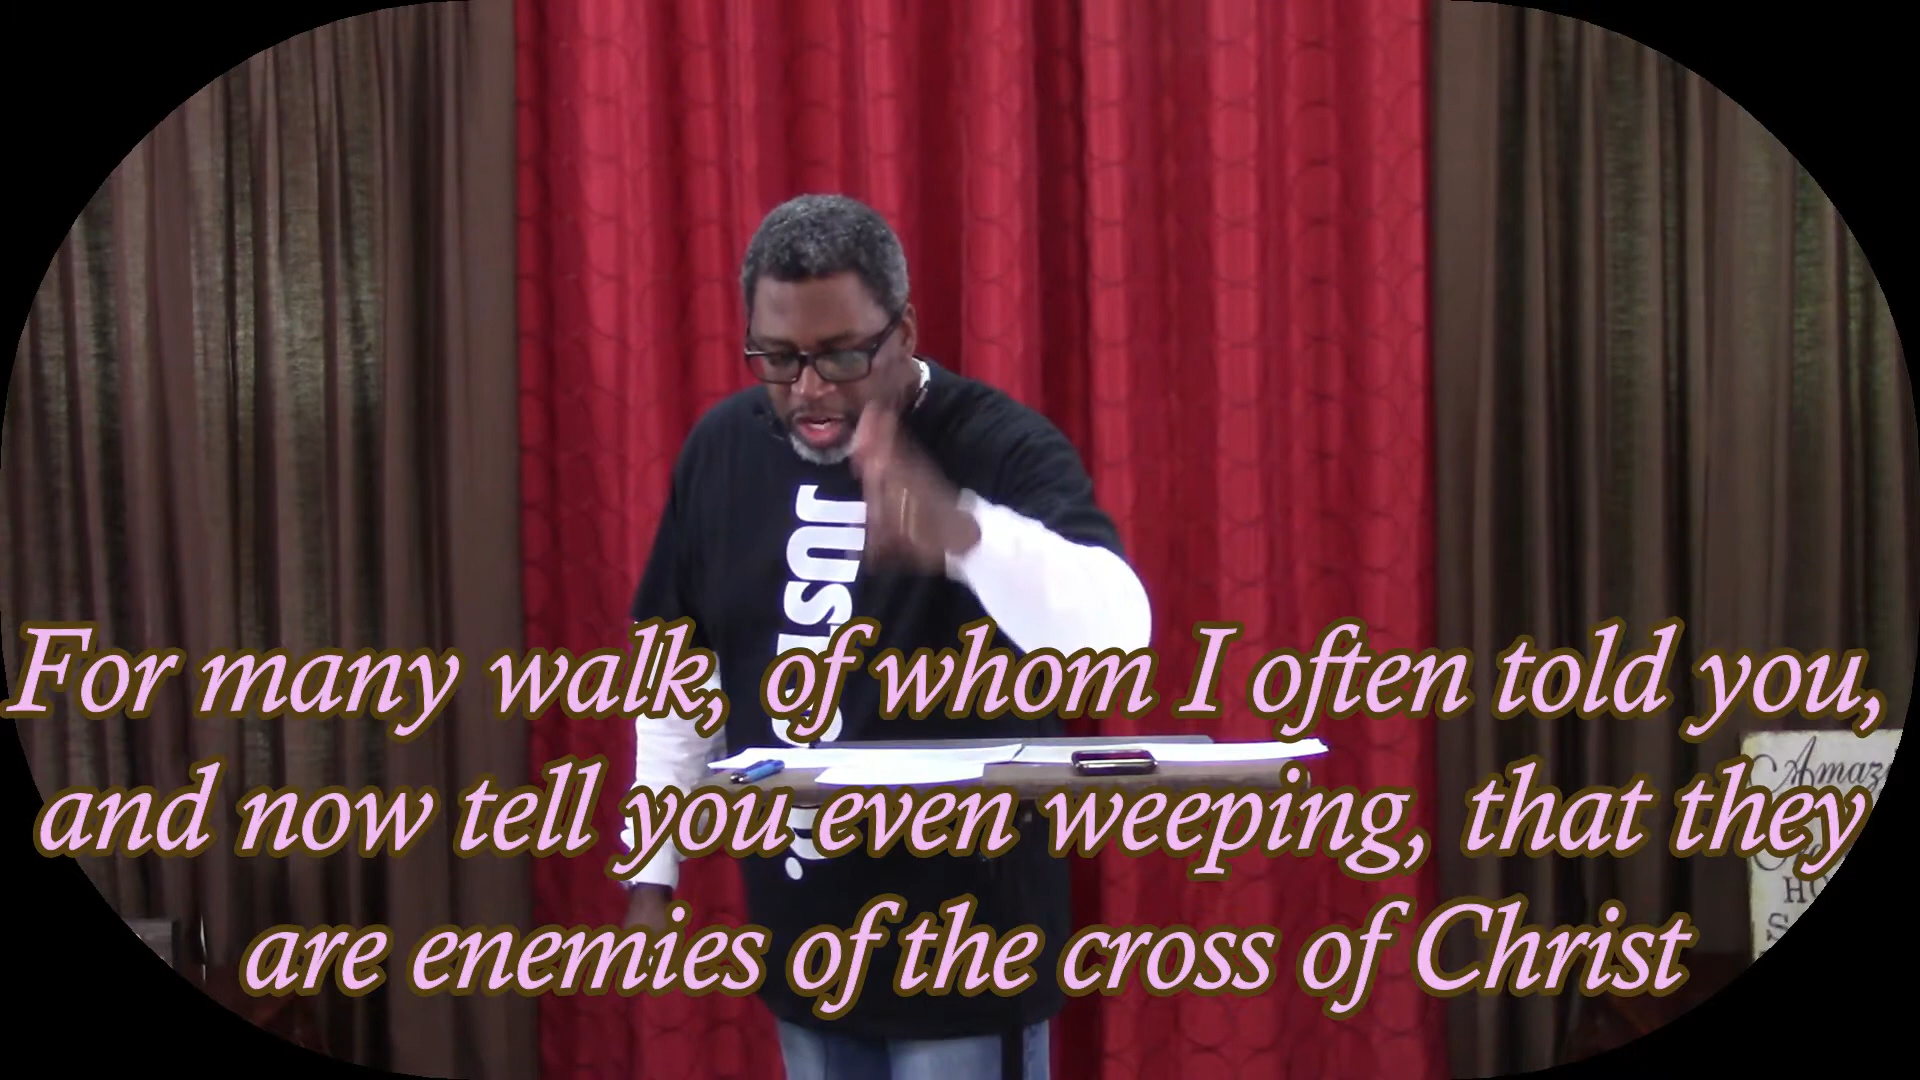 JUST
For many walk, of whom I often told you,
and now tell you even weeping, that they
are enemies of the cross of Christ